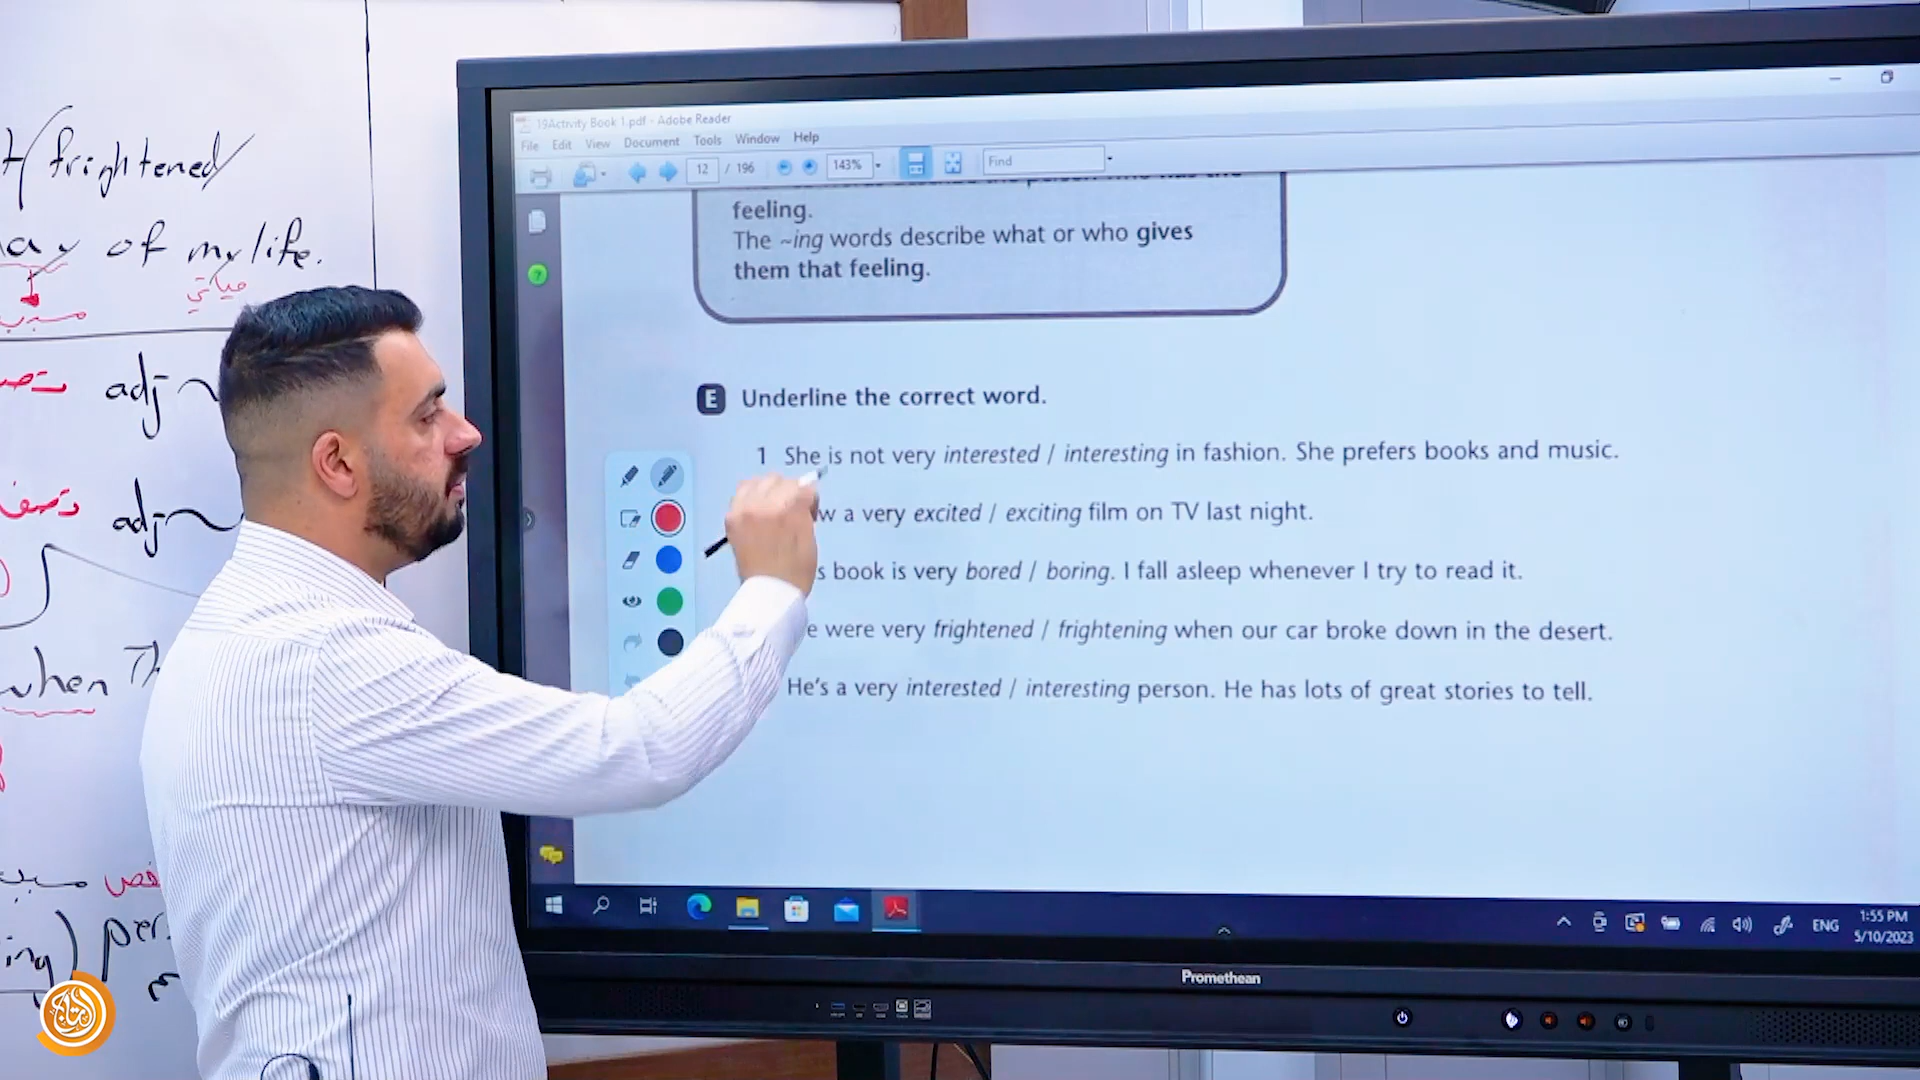 frightened
of my life.
حياتي
adj
adj
when
مسبب
ing)
19Activity Book 1.pdf - Adobe Reader
File Edit View Document Tools Window Help
12 / 196 143% Find
feeling.
The ~ing words describe what or who gives
them that feeling.
E Underline the correct word.
1 She is not very interested / interesting in fashion. She prefers books and music.
w a very excited / exciting film on TV last night.
s book is very bored / boring. I fall asleep whenever I try to read it.
e were very frightened / frightening when our car broke down in the desert.
He's a very interested / interesting person. He has lots of great stories to tell.
ENG
1:55 PM
5/10/2023
Promethean